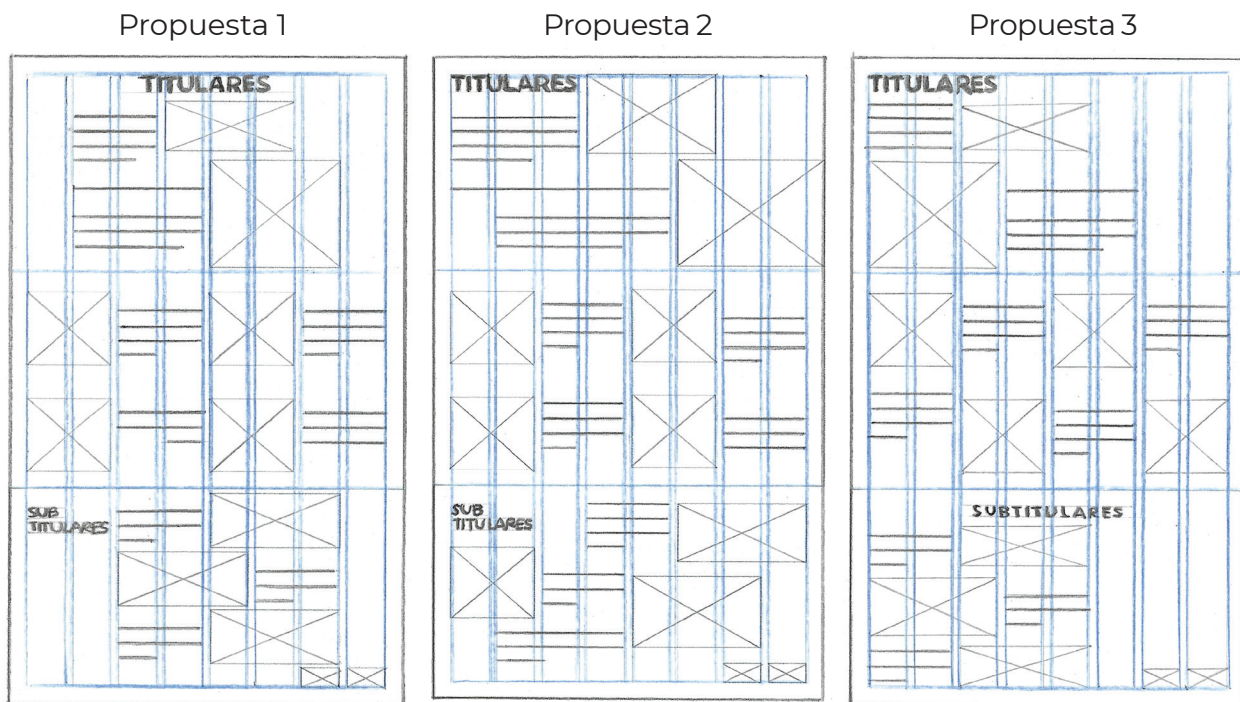 Propuesta 1
TITULARES
SUB
TITULARES
Propuesta 2
TITULARES
SUB
TITULARES
Propuesta 3
TITULARES
SUBTITULARES